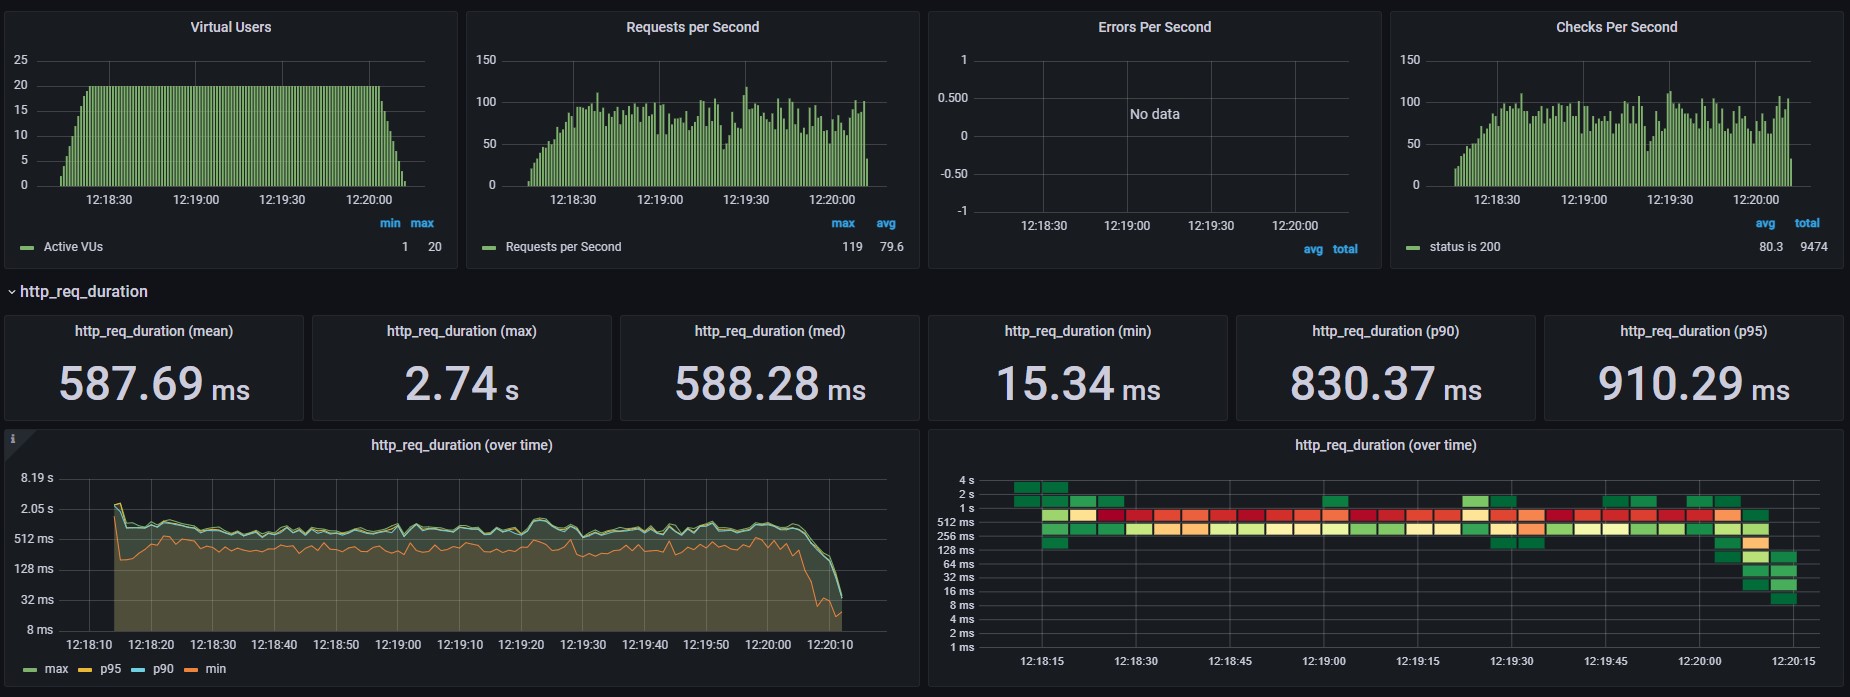 Virtual Users
25
20
15
10
5
0
12:18:30 12:19:00 12:19:30 12:20:00
min max
Active VUs 1 20
Requests per Second
150
100
50
0
12:18:30 12:19:00 12:19:30 12:20:00
max avg
Requests per Second 119 79.6
Errors Per Second
1
0.500
0
-0.50
-1
No data
12:18:30 12:19:00 12:19:30 12:20:00
avg total
Checks Per Second
150
100
50
0
12:18:30 12:19:00 12:19:30 12:20:00
avg total
status is 200 80.3 9474
http_req_duration
http_req_duration (mean)
587.69 ms
http_req_duration (max)
2.74 s
http_req_duration (med)
588.28 ms
http_req_duration (min)
15.34 ms
http_req_duration (p90)
830.37 ms
http_req_duration (p95)
910.29 ms
i
http_req_duration (over time)
8.19 s
2.05 s
512 ms
128 ms
32 ms
8 ms
12:18:10 12:18:20 12:18:30 12:18:40 12:18:50 12:19:00 12:19:10 12:19:20 12:19:30 12:19:40 12:19:50 12:20:00 12:20:10
max p95 p90 min
http_req_duration (over time)
4 s
2 s
1 s
512 ms
256 ms
128 ms
64 ms
32 ms
16 ms
8 ms
4 ms
2 ms
1 ms
12:18:15 12:18:30 12:18:45 12:19:00 12:19:15 12:19:30 12:19:45 12:20:00 12:20:15